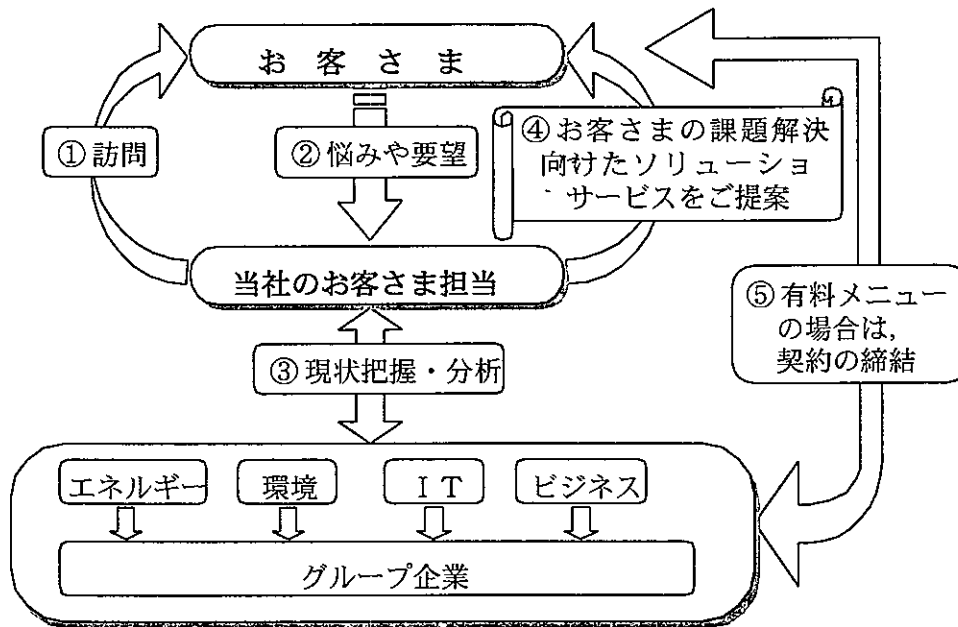 お客さま
① 訪問
② 悩みや要望
④ お客さまの課題解決
向けたソリューショ
サービスをご提案
当社のお客さま担当
⑤ 有料メニュー
の場合は,
契約の締結
③ 現状把握・分析
エネルギー
環境
ＩＴ
ビジネス
グループ企業